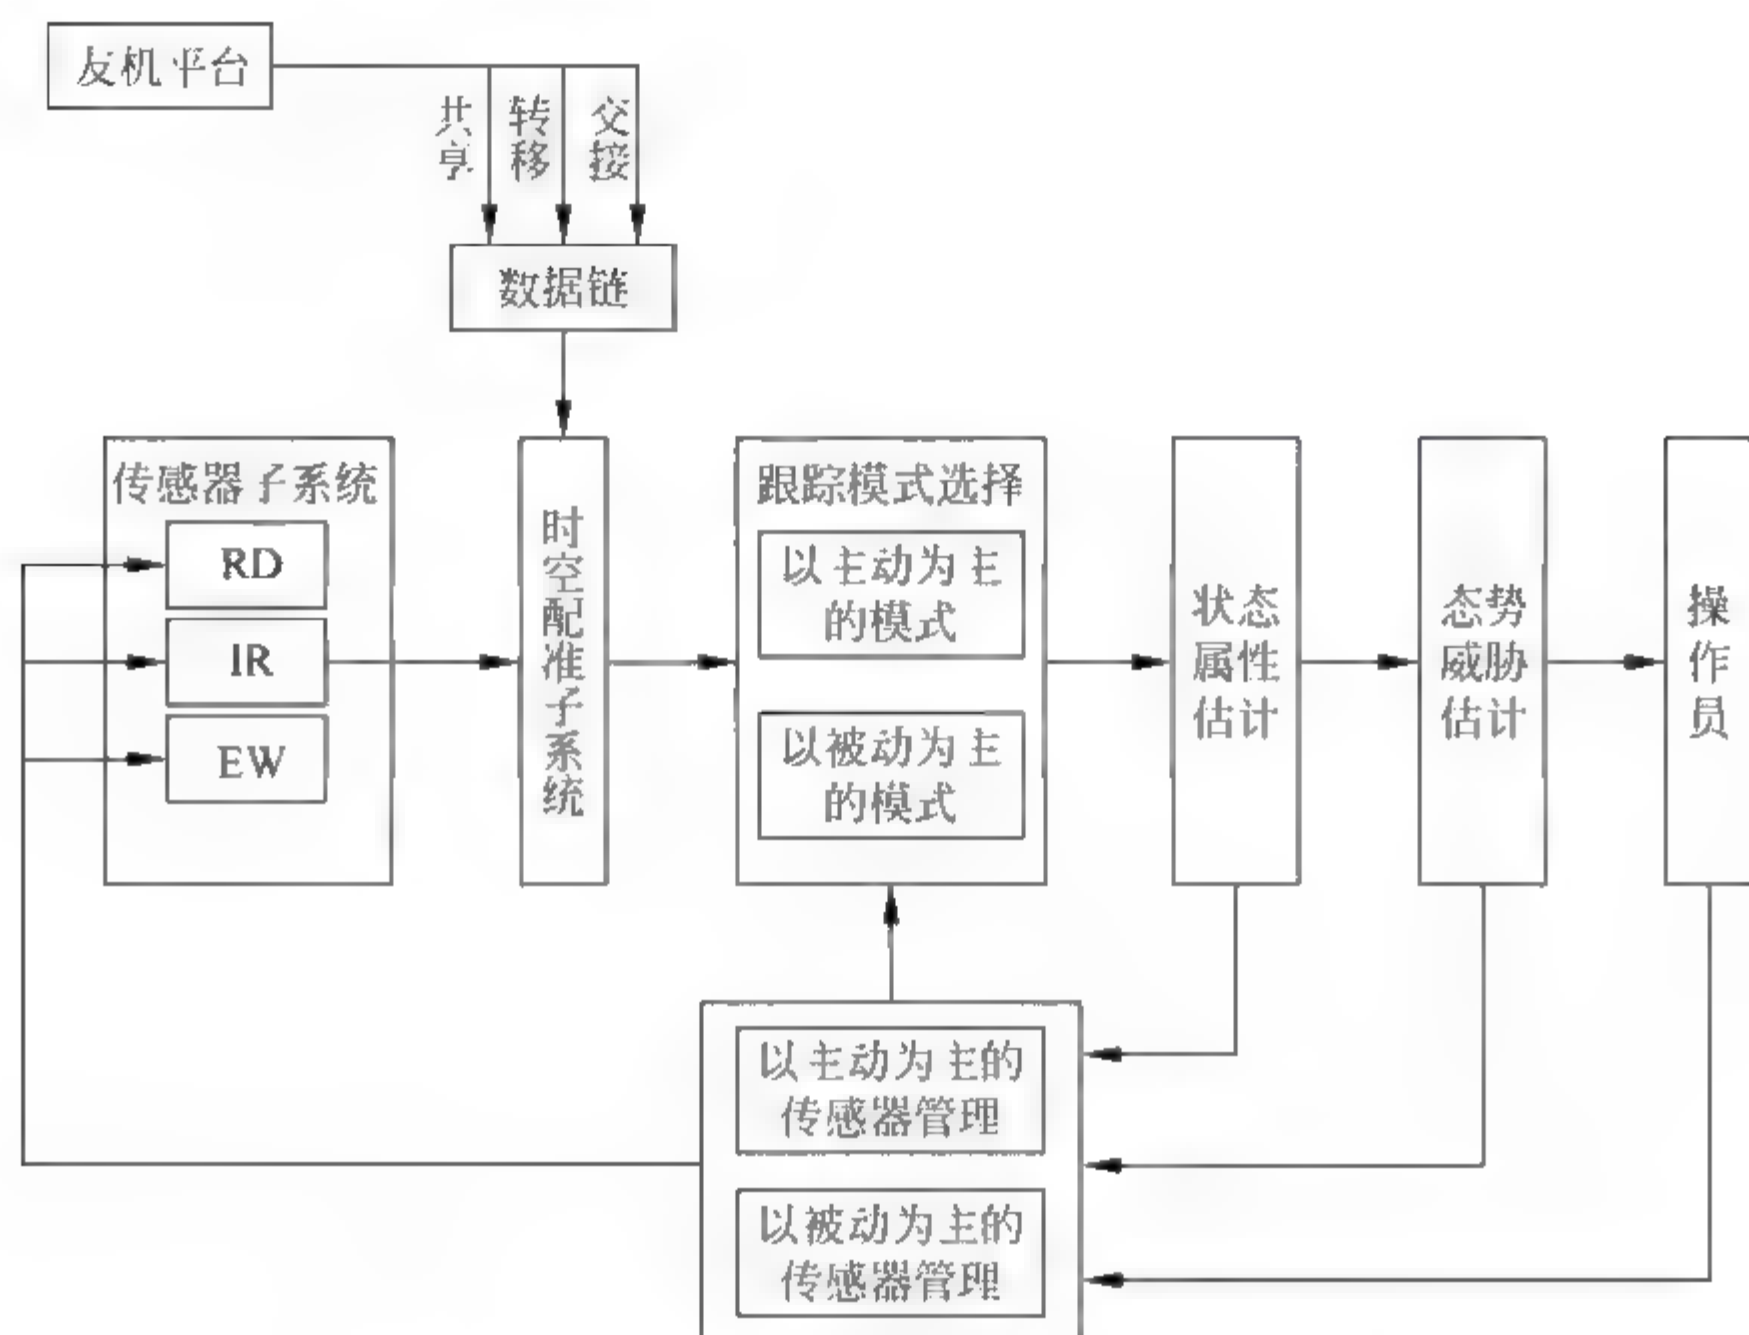 友机平台
共享
转移
交接
数据链
传感器子系统
RD
IR
EW
时空配准子系统
跟踪模式选择
以主动为主
的模式
以被动为主
的模式
状态
属性
估计
态势
威胁
估计
操作员
以主动为主的
传感器管理
以被动为主的
传感器管理